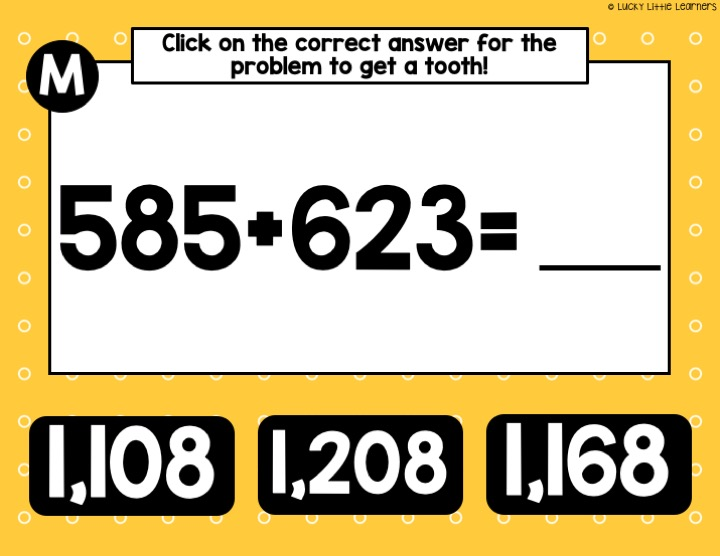 © Lucky Little Learners
Click on the correct answer for the
problem to get a tooth!
M
585+623= ___
1,108
1,208
1,168